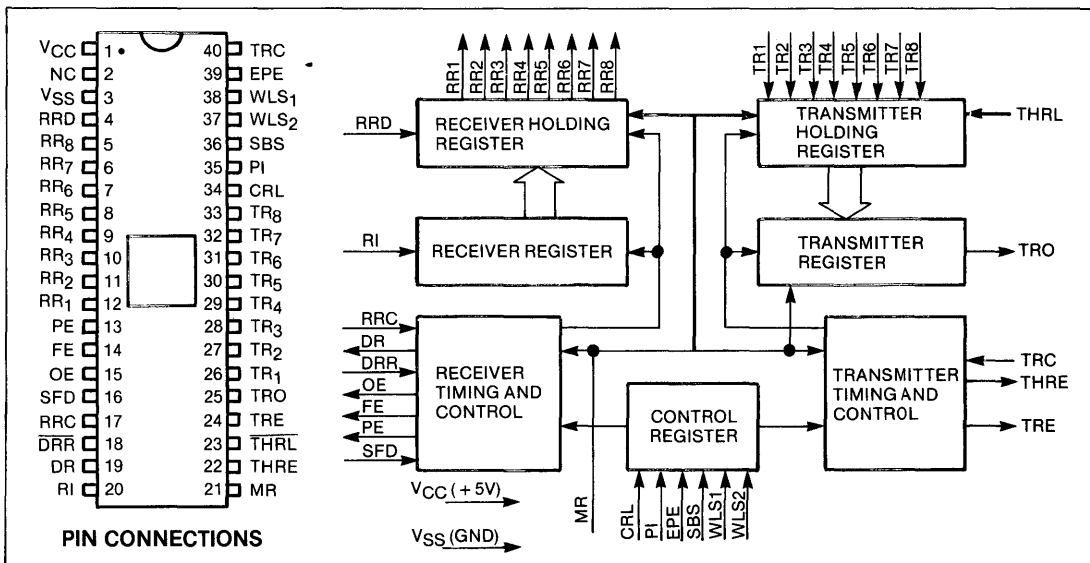 VCC 1 40 TRC
NC 2 39 EPE
VSS 3 38 WLS1
RRD 4 37 WLS2
RR8 5 36 SBS
RR7 6 35 PI
RR6 7 34 CRL
RR5 8 33 TR8
RR4 9 32 TR7
RR3 10 31 TR6
RR2 11 30 TR5
RR1 12 29 TR4
PE 13 28 TR3
FE 14 27 TR2
OE 15 26 TR1
SFD 16 25 TRO
RRC 17 24 TRE
DRR 18 23 THRL
DR 19 22 THRE
RI 20 21 MR
PIN CONNECTIONS
RR1
RR2
RR3
RR4
RR5
RR6
RR7
RR8
RRD
RECEIVER HOLDING
REGISTER
RI
RECEIVER REGISTER
RRC
DR
DRR
OE
FE
PE
SFD
RECEIVER
TIMING AND
CONTROL
VCC (+5V)
VSS (GND)
MR
CONTROL
REGISTER
CRL
PI
EPE
SBS
WLS1
WLS2
TR1
TR2
TR3
TR4
TR5
TR6
TR7
TR8
TRANSMITTER
HOLDING
REGISTER
THRL
TRANSMITTER
REGISTER
TRO
TRANSMITTER
TIMING AND
CONTROL
TRC
THRE
TRE